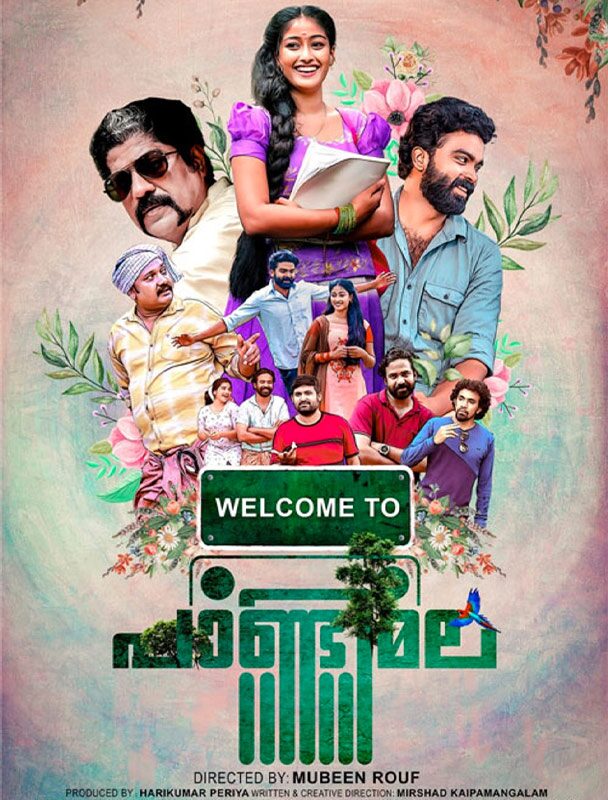 WELCOME TO
പാണ്ടിമല
DIRECTED BY: MUBEEN ROUF
PRODUCED BY : HARIKUMAR PERIYA WRITTEN & CREATIVE DIRECTION: MIRSHAD KAIPAMANGALAM